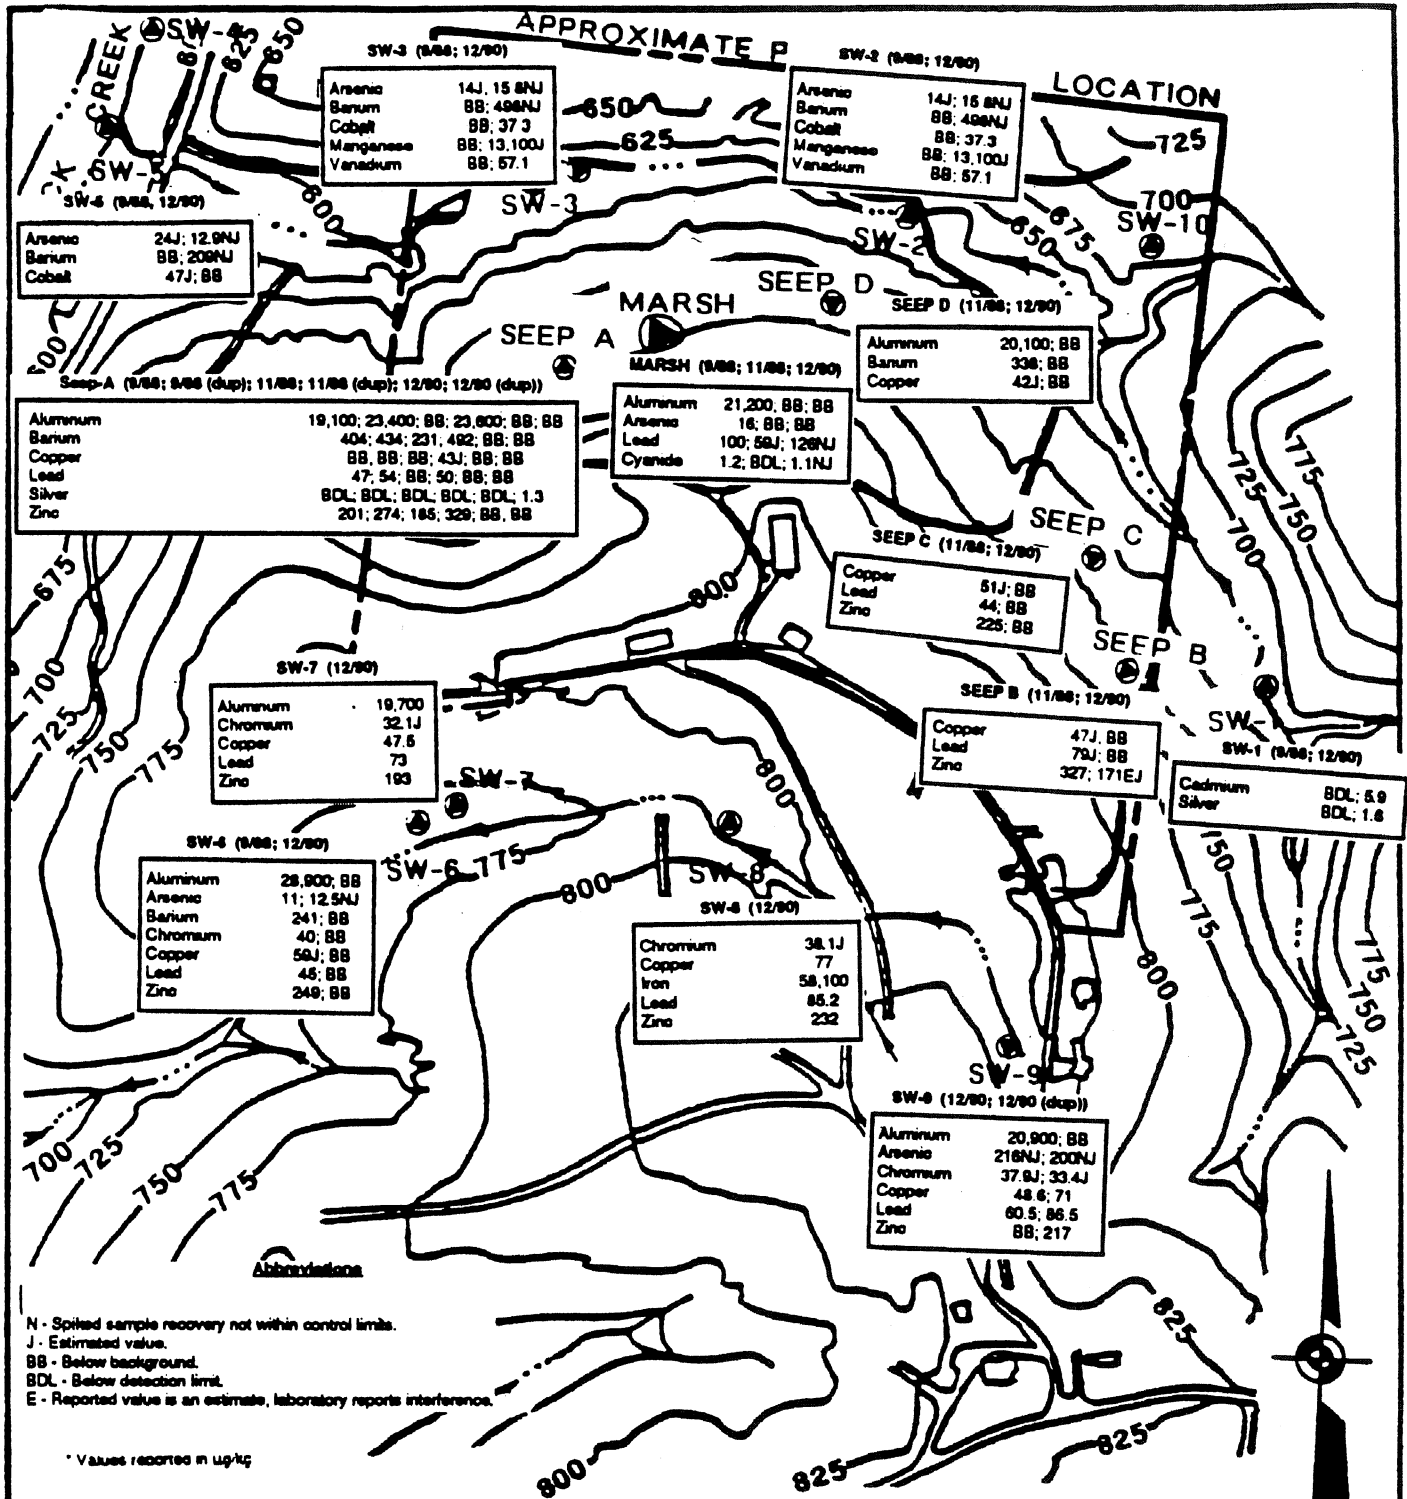 APPROXIMATE P
LOCATION
CREEK
SW-4
625
650
SW-3 (9/88; 12/90)
Arsenic 14J, 15.8NJ
Barium BB; 498NJ
Cobalt BB; 37.3
Manganese BB; 13,100J
Vanadium BB; 57.1
SW-2 (9/88; 12/90)
Arsenic 14J; 15.8NJ
Barium BB; 498NJ
Cobalt BB; 37.3
Manganese BB; 13,100J
Vanadium BB; 57.1
650
625
725
700
SW-10
675
650
SW-
SW-3
SW-2
600
SW-5 (9/88, 12/90)
Arsenic 24J; 12.9NJ
Barium BB; 209NJ
Cobalt 47J; BB
MARSH
SEEP D
SEEP A
600
SEEP D (11/88; 12/90)
Aluminum 20,100; BB
Barium 336; BB
Copper 42J; BB
MARSH (9/88; 11/88; 12/90)
Aluminum 21,200; BB; BB
Arsenic 16; BB; BB
Lead 100; 59J; 126NJ
Cyanide 1.2; BDL; 1.1NJ
Seep-A (9/88; 9/88 (dup); 11/88; 11/88 (dup); 12/90; 12/90 (dup))
Aluminum 19,100; 23,400; BB; 23,600; BB; BB
Barium 404; 434; 231; 492; BB; BB
Copper BB, BB; BB; 43J; BB; BB
Lead 47; 54; BB; 50; BB; BB
Silver BDL; BDL; BDL; BDL; BDL; 1.3
Zinc 201; 274; 185; 329; BB, BB
725
775
750
700
SEEP C
SEEP C (11/88; 12/90)
Copper 51J; BB
Lead 44; BB
Zinc 225; BB
675
700
725
750
775
800
SEEP B
SEEP B (11/88; 12/90)
Copper 47J, BB
Lead 79J; BB
Zinc 327; 171EJ
SW-1
SW-1 (9/88; 12/90)
Cadmium BDL; 5.9
Silver BDL; 1.6
SW-7 (12/90)
Aluminum 19,700
Chromium 32.1J
Copper 47.5
Lead 73
Zinc 193
SW-7
800
SW-6
775
SW-8
800
SW-6 (9/88; 12/90)
Aluminum 28,900; BB
Arsenic 11; 12.5NJ
Barium 241; BB
Chromium 40; BB
Copper 59J; BB
Lead 45; BB
Zinc 249; BB
SW-8 (12/90)
Chromium 38.1J
Copper 77
Iron 58,100
Lead 85.2
Zinc 232
750
775
800
775
750
725
SW-9
SW-9 (12/90; 12/90 (dup))
Aluminum 20,900; BB
Arsenic 216NJ; 200NJ
Chromium 37.9J; 33.4J
Copper 48.6; 71
Lead 60.5; 86.5
Zinc BB; 217
700
725
750
775
Abbreviations
N - Spiked sample recovery not within control limits.
J - Estimated value.
BB - Below background.
BDL - Below detection limit.
E - Reported value is an estimate, laboratory reports interference.
* Values reported in ug/kg
825
800
825
825